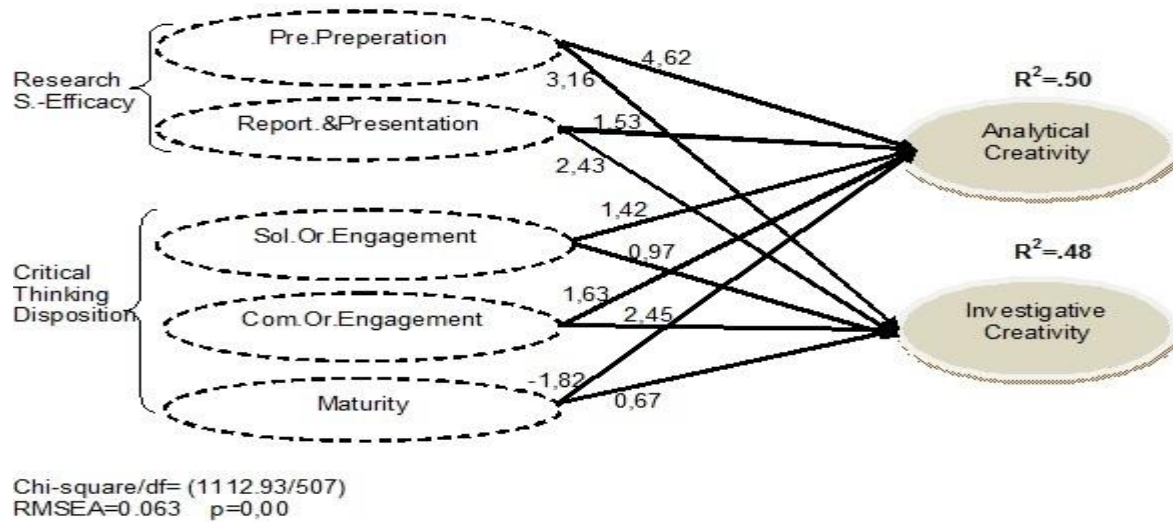 Pre.Preperation
4,62
3,16
Research
S.-Efficacy
R²=.50
Report.&Presentation
1,53
2,43
Analytical
Creativity
Sol.Or.Engagement
1,42
0,97
R²=.48
Critical
Thinking
Disposition
Com.Or.Engagement
1,63
2,45
Investigative
Creativity
Maturity
-1,82
0,67
Chi-square/df= (1112.93/507)
RMSEA=0.063 p=0,00